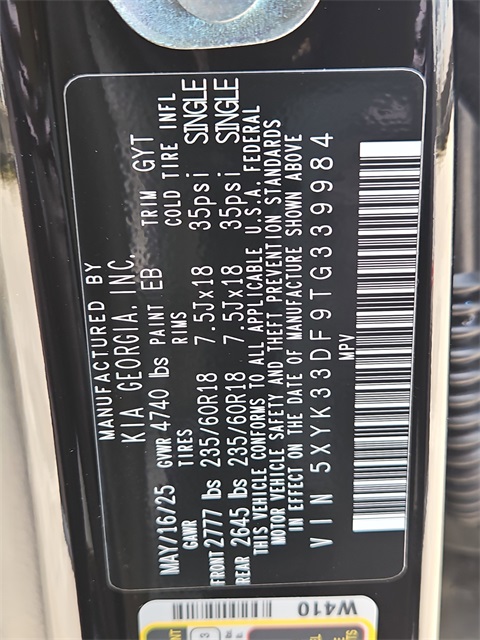 MANUFACTURED BY
KIA GEORGIA, INC.
MAY/16/25 GVWR 4740 lbs PAINT EB TRIM GYT
GAWR TIRES RIMS COLD TIRE INFL
FRONT 2777 lbs 235/60R18 7.5Jx18 35psi SINGLE
REAR 2645 lbs 235/60R18 7.5Jx18 35psi SINGLE
THIS VEHICLE CONFORMS TO ALL APPLICABLE U.S.A. FEDERAL
MOTOR VEHICLE SAFETY AND THEFT PREVENTION STANDARDS
IN EFFECT ON THE DATE OF MANUFACTURE SHOWN ABOVE
VIN 5XYK33DF9TG339984
MPV
W410